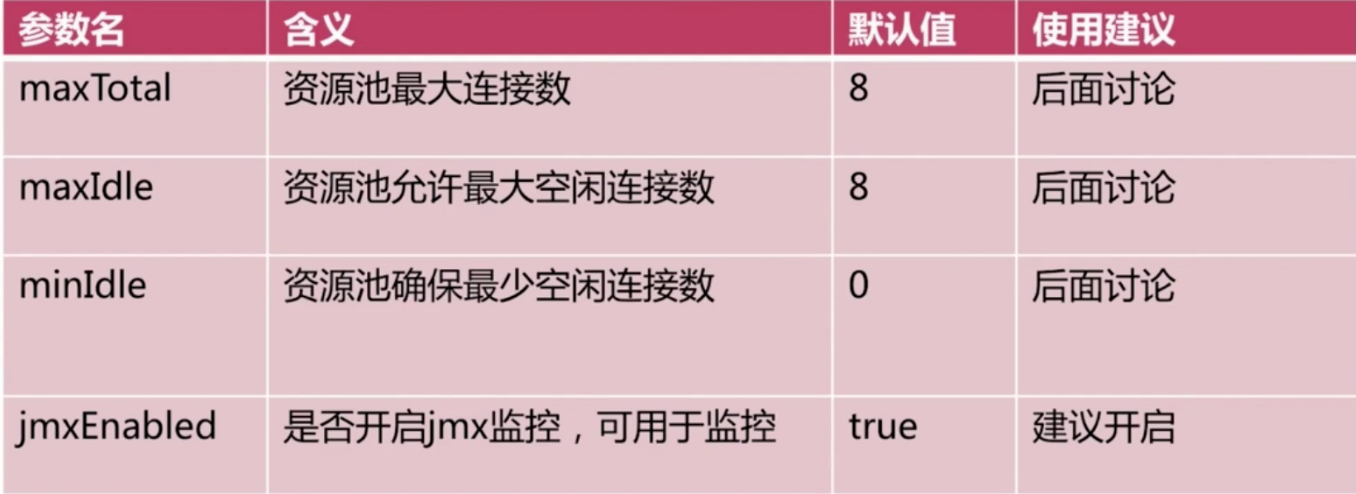 参数名 含义 默认值 使用建议
maxTotal 资源池最大连接数 8 后面讨论
maxIdle 资源池允许最大空闲连接数 8 后面讨论
minIdle 资源池确保最少空闲连接数 0 后面讨论
jmxEnabled 是否开启jmx监控，可用于监控 true 建议开启